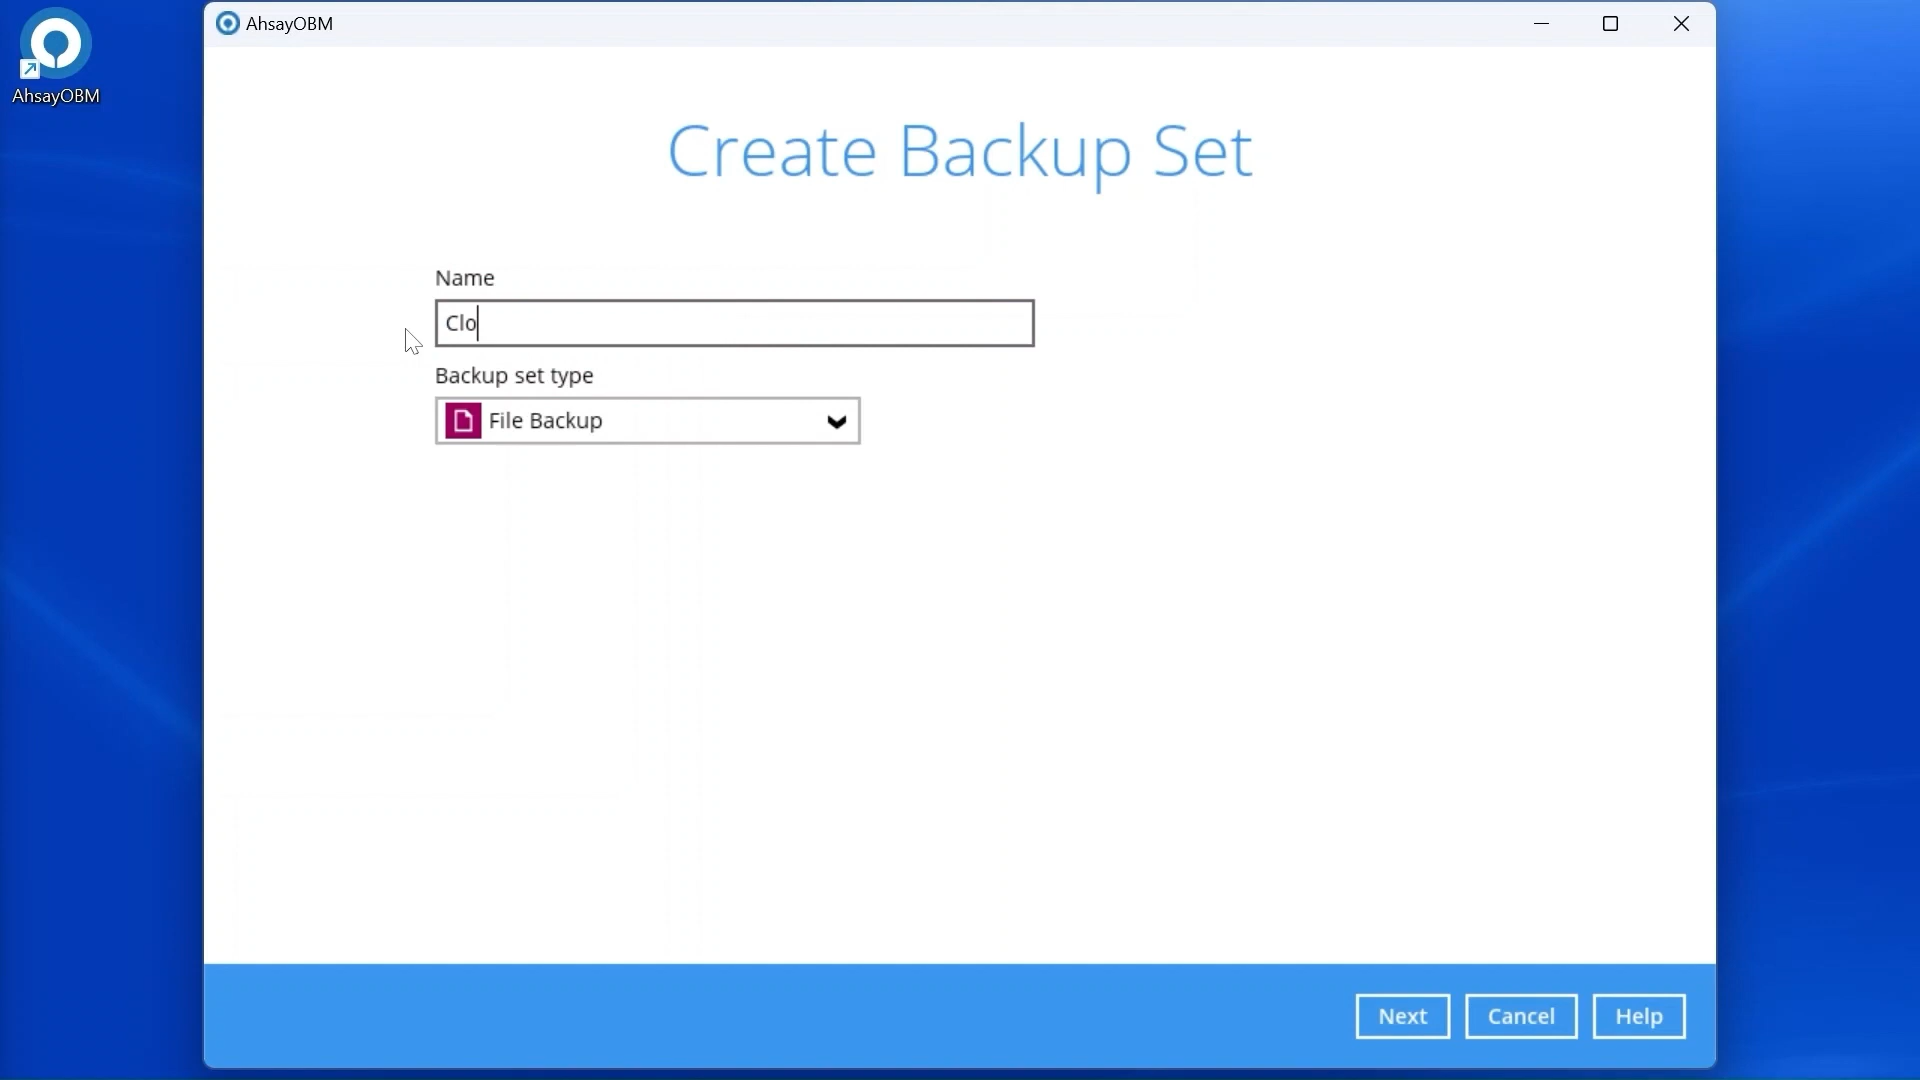 AhsayOBM
AhsayOBM
Create Backup Set
Name
Clo
Backup set type
File Backup
Next Cancel Help